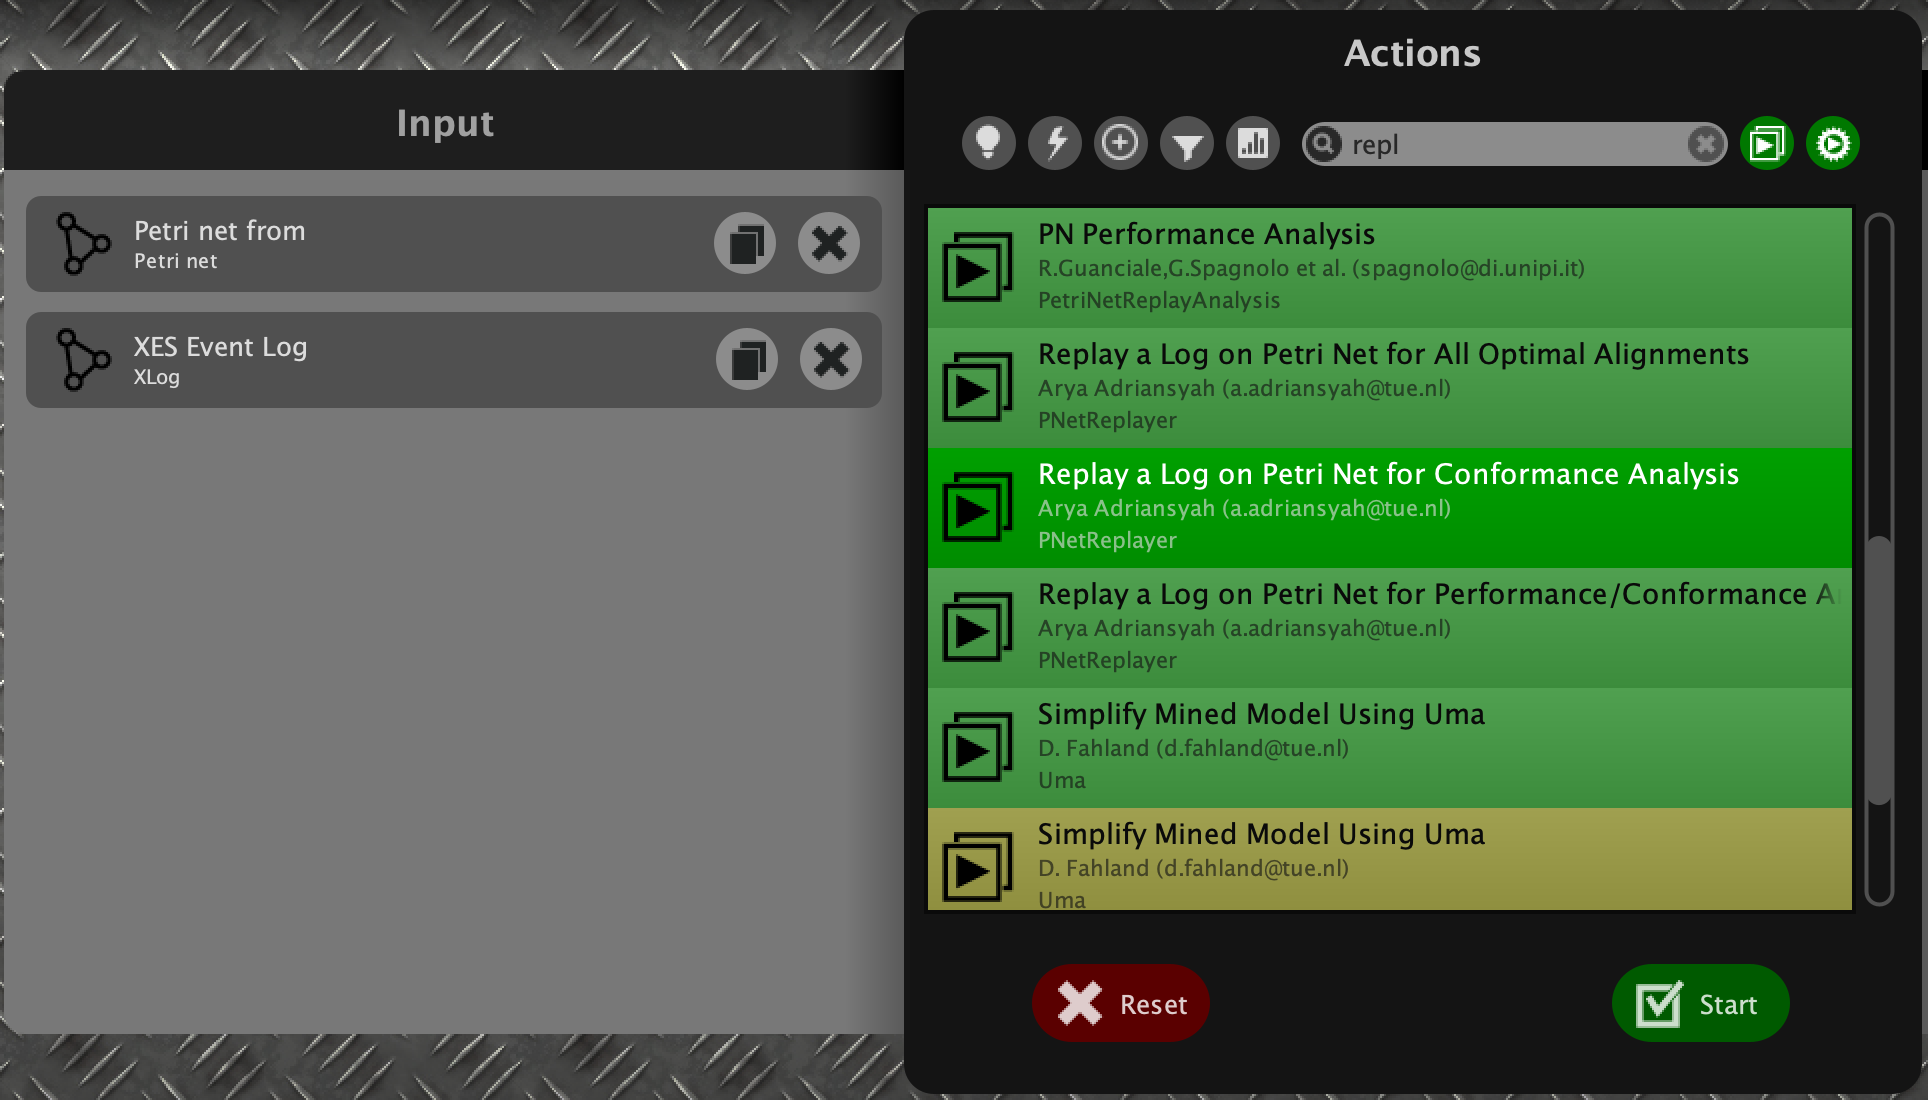 Input
Petri net from
Petri net
XES Event Log
XLog
Actions
repl
PN Performance Analysis
R.Guanciale,G.Spagnolo et al. (spagnolo@di.unipi.it)
PetriNetReplayAnalysis
Replay a Log on Petri Net for All Optimal Alignments
Arya Adriansyah (a.adriansyah@tue.nl)
PNetReplayer
Replay a Log on Petri Net for Conformance Analysis
Arya Adriansyah (a.adriansyah@tue.nl)
PNetReplayer
Replay a Log on Petri Net for Performance/Conformance A
Arya Adriansyah (a.adriansyah@tue.nl)
PNetReplayer
Simplify Mined Model Using Uma
D. Fahland (d.fahland@tue.nl)
Uma
Simplify Mined Model Using Uma
D. Fahland (d.fahland@tue.nl)
Uma
Reset
Start